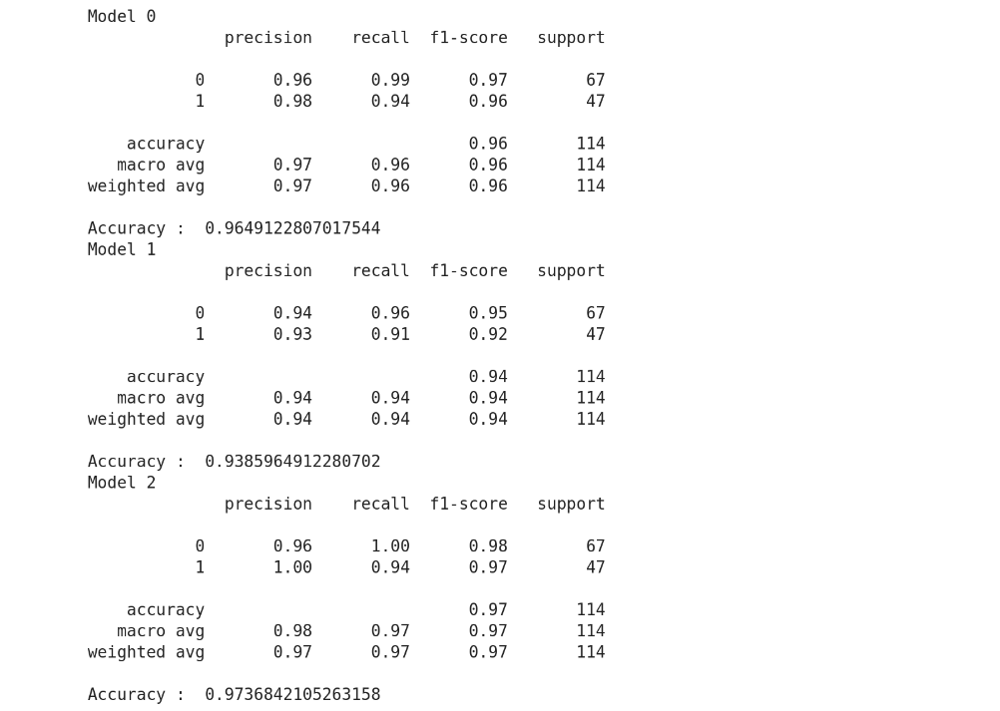 Model 0
              precision    recall  f1-score   support

           0       0.96      0.99      0.97        67
           1       0.98      0.94      0.96        47

    accuracy                           0.96       114
   macro avg       0.97      0.96      0.96       114
weighted avg       0.97      0.96      0.96       114

Accuracy :  0.9649122807017544
Model 1
              precision    recall  f1-score   support

           0       0.94      0.96      0.95        67
           1       0.93      0.91      0.92        47

    accuracy                           0.94       114
   macro avg       0.94      0.94      0.94       114
weighted avg       0.94      0.94      0.94       114

Accuracy :  0.9385964912280702
Model 2
              precision    recall  f1-score   support

           0       0.96      1.00      0.98        67
           1       1.00      0.94      0.97        47

    accuracy                           0.97       114
   macro avg       0.98      0.97      0.97       114
weighted avg       0.97      0.97      0.97       114

Accuracy :  0.9736842105263158